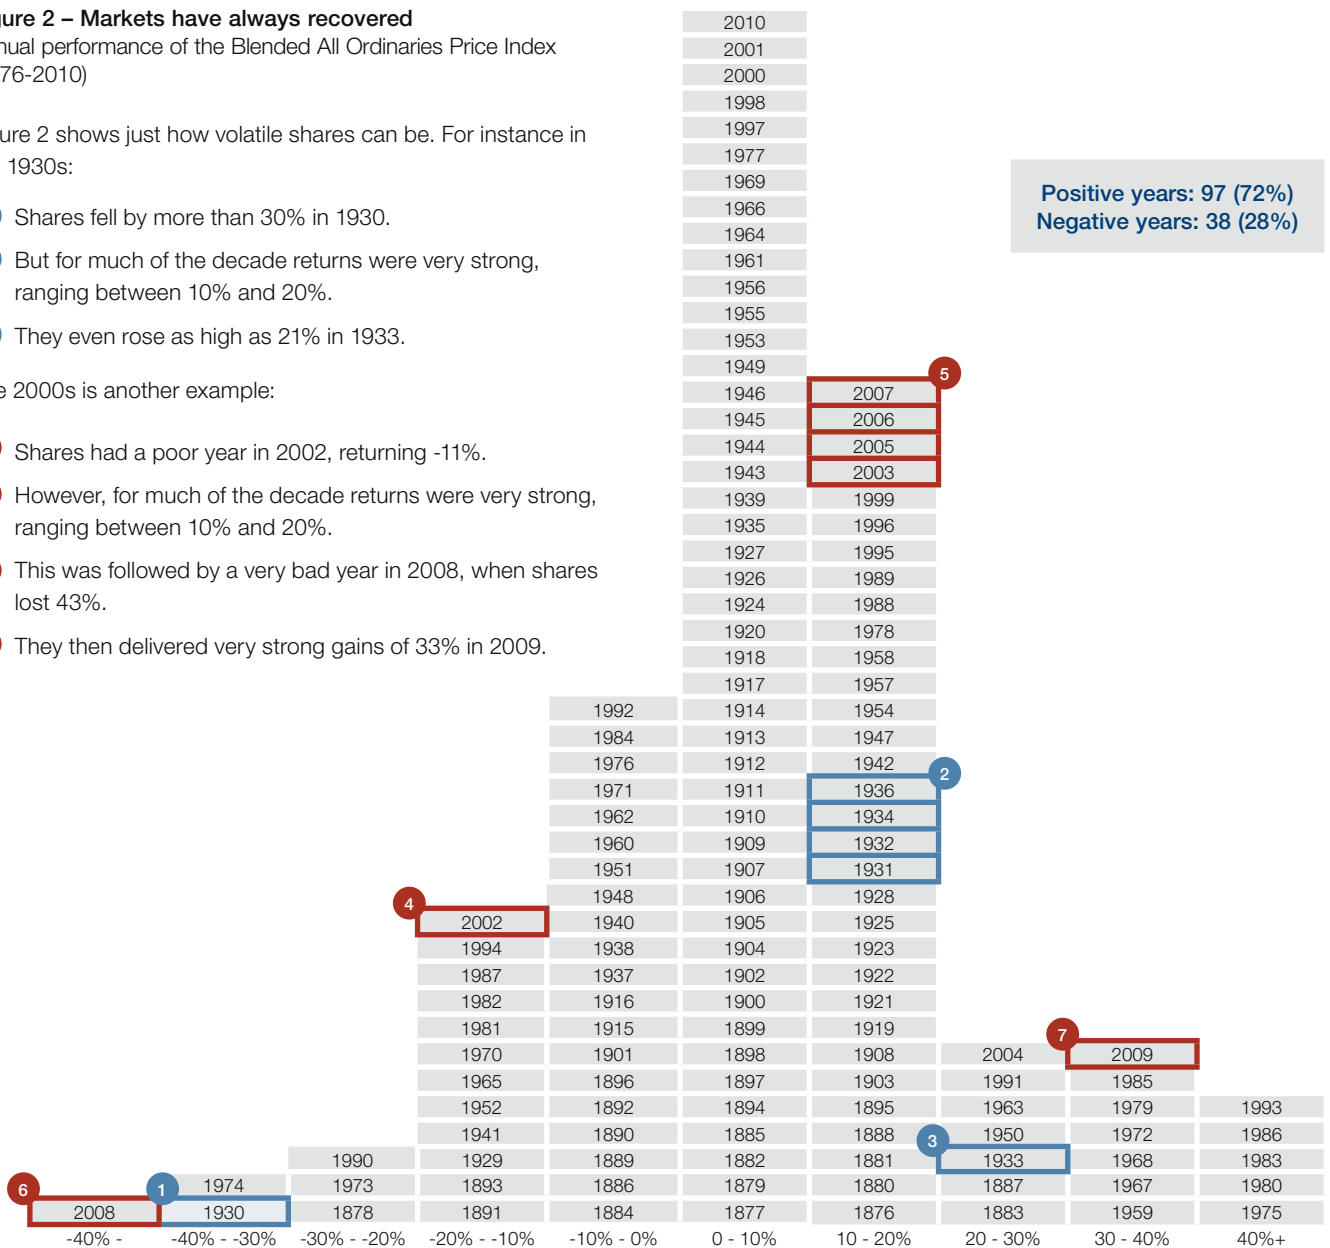 gure 2 – Markets have always recovered
nual performance of the Blended All Ordinaries Price Index
76-2010)
ure 2 shows just how volatile shares can be. For instance in
1930s:
Shares fell by more than 30% in 1930.
But for much of the decade returns were very strong,
ranging between 10% and 20%.
They even rose as high as 21% in 1933.
e 2000s is another example:
Shares had a poor year in 2002, returning -11%.
However, for much of the decade returns were very strong,
ranging between 10% and 20%.
This was followed by a very bad year in 2008, when shares
lost 43%.
They then delivered very strong gains of 33% in 2009.
Positive years: 97 (72%)
Negative years: 38 (28%)
2010
2001
2000
1998
1997
1977
1969
1966
1964
1961
1956
1955
1953
1949
5
1946 2007
1945 2006
1944 2005
1943 2003
1939 1999
1935 1996
1927 1995
1926 1989
1924 1988
1920 1978
1918 1958
1917 1957
1992 1914 1954
1984 1913 1947
1976 1912 1942
2
1971 1911 1936
1962 1910 1934
1960 1909 1932
1951 1907 1931
1948 1906 1928
4
2002 1940 1905 1925
1994 1938 1904 1923
1987 1937 1902 1922
1982 1916 1900 1921
1981 1915 1899 1919
7
1970 1901 1898 1908 2004 2009
1965 1896 1897 1903 1991 1985
1952 1892 1894 1895 1963 1979 1993
1941 1890 1885 1888 1950 1972 1986
3
1990 1929 1889 1882 1881 1933 1968 1983
6 1
1974 1973 1893 1886 1879 1880 1887 1967 1980
2008 1930 1878 1891 1884 1877 1876 1883 1959 1975
-40% - -40% - -30% -30% - -20% -20% - -10% -10% - 0% 0 - 10% 10 - 20% 20 - 30% 30 - 40% 40%+